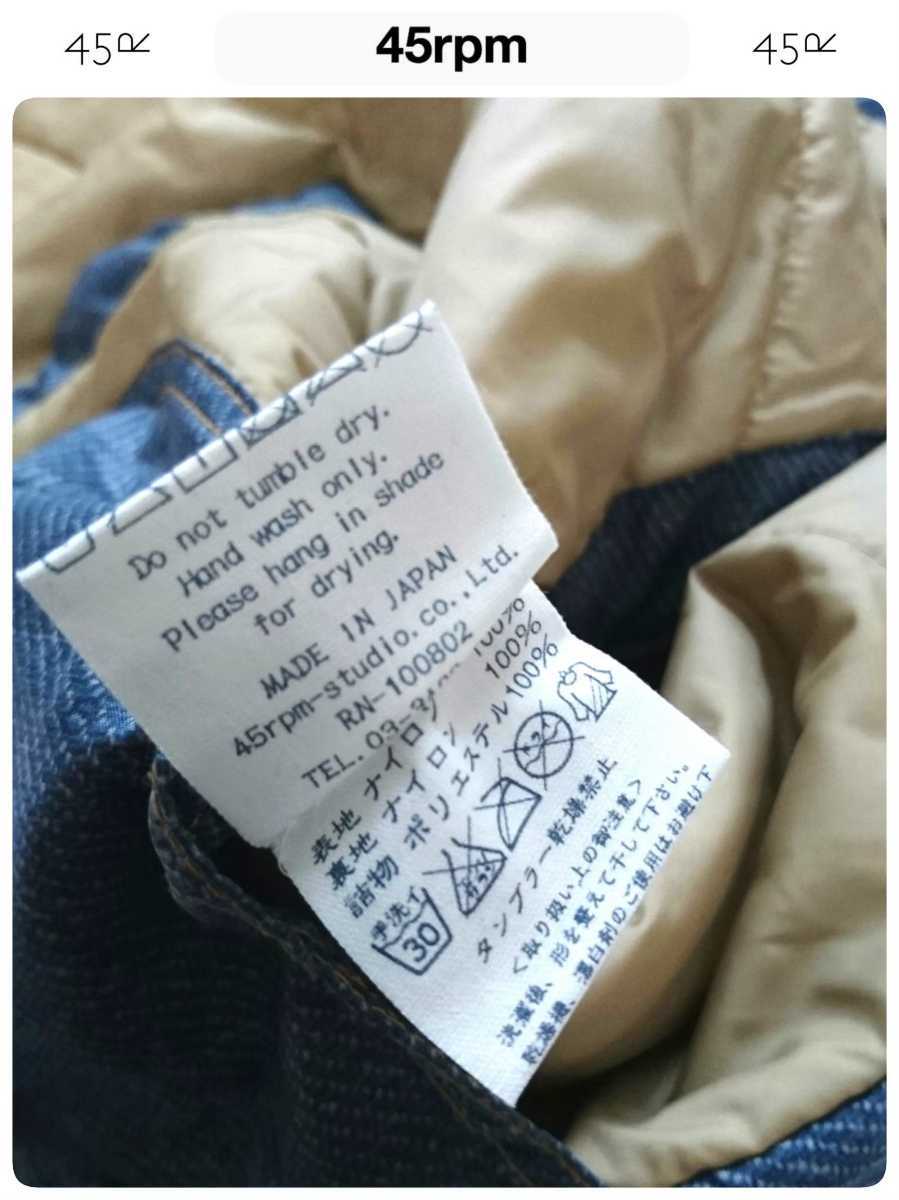 45R
45rpm
45R
Do not tumble dry.
Hand wash only.
Please hang in shade
for drying.
MADE IN JAPAN
45rpm-studio.co.,Ltd.
RN-100802
TEL.03-
表地 ナイロン 100%
裏地 ナイロン 100%
詰物 ポリエステル100%
手洗イ
30
タンブラー乾燥禁止
<取り扱い上の御注意>
洗濯後、形を整えて干して下さい。
乾燥機、蛍白剤のご使用はお避け下